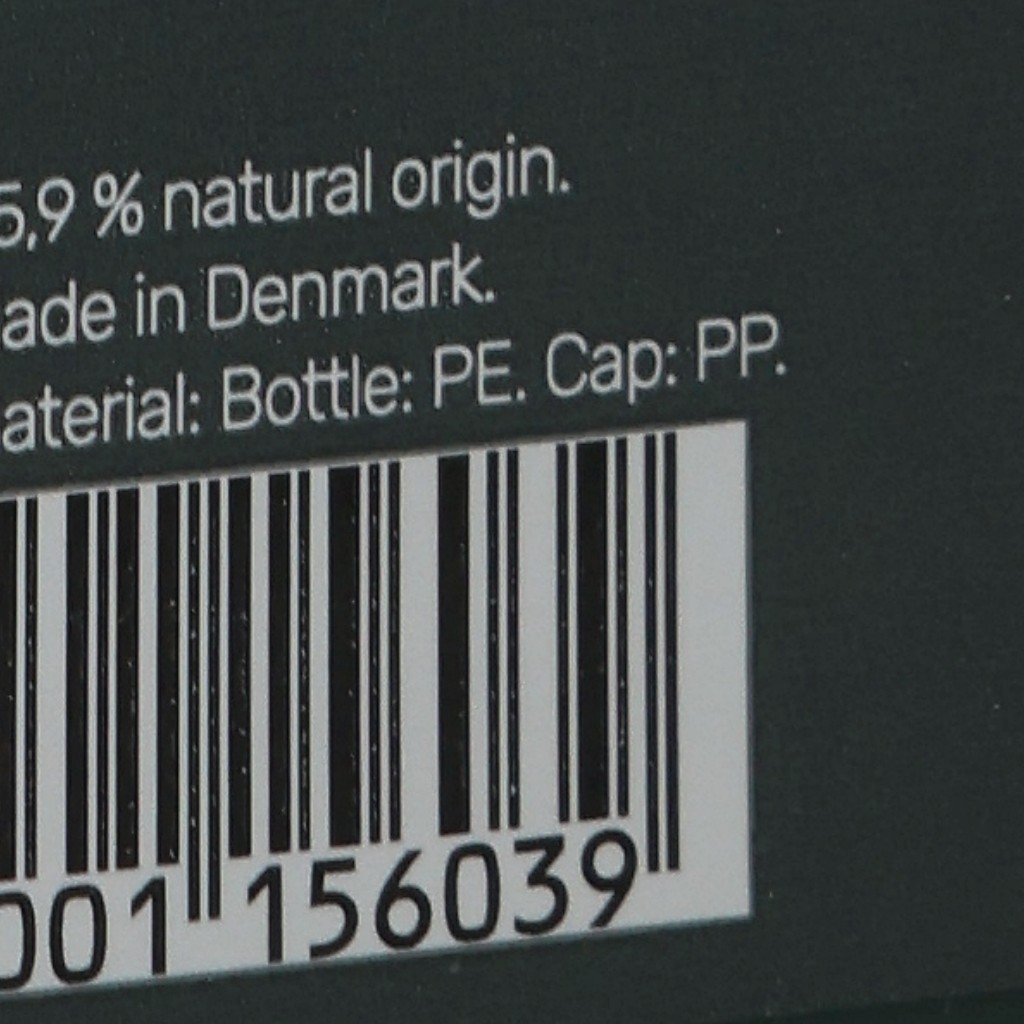 5,9 % natural origin.
ade in Denmark.
aterial: Bottle: PE. Cap: PP.
001 156039